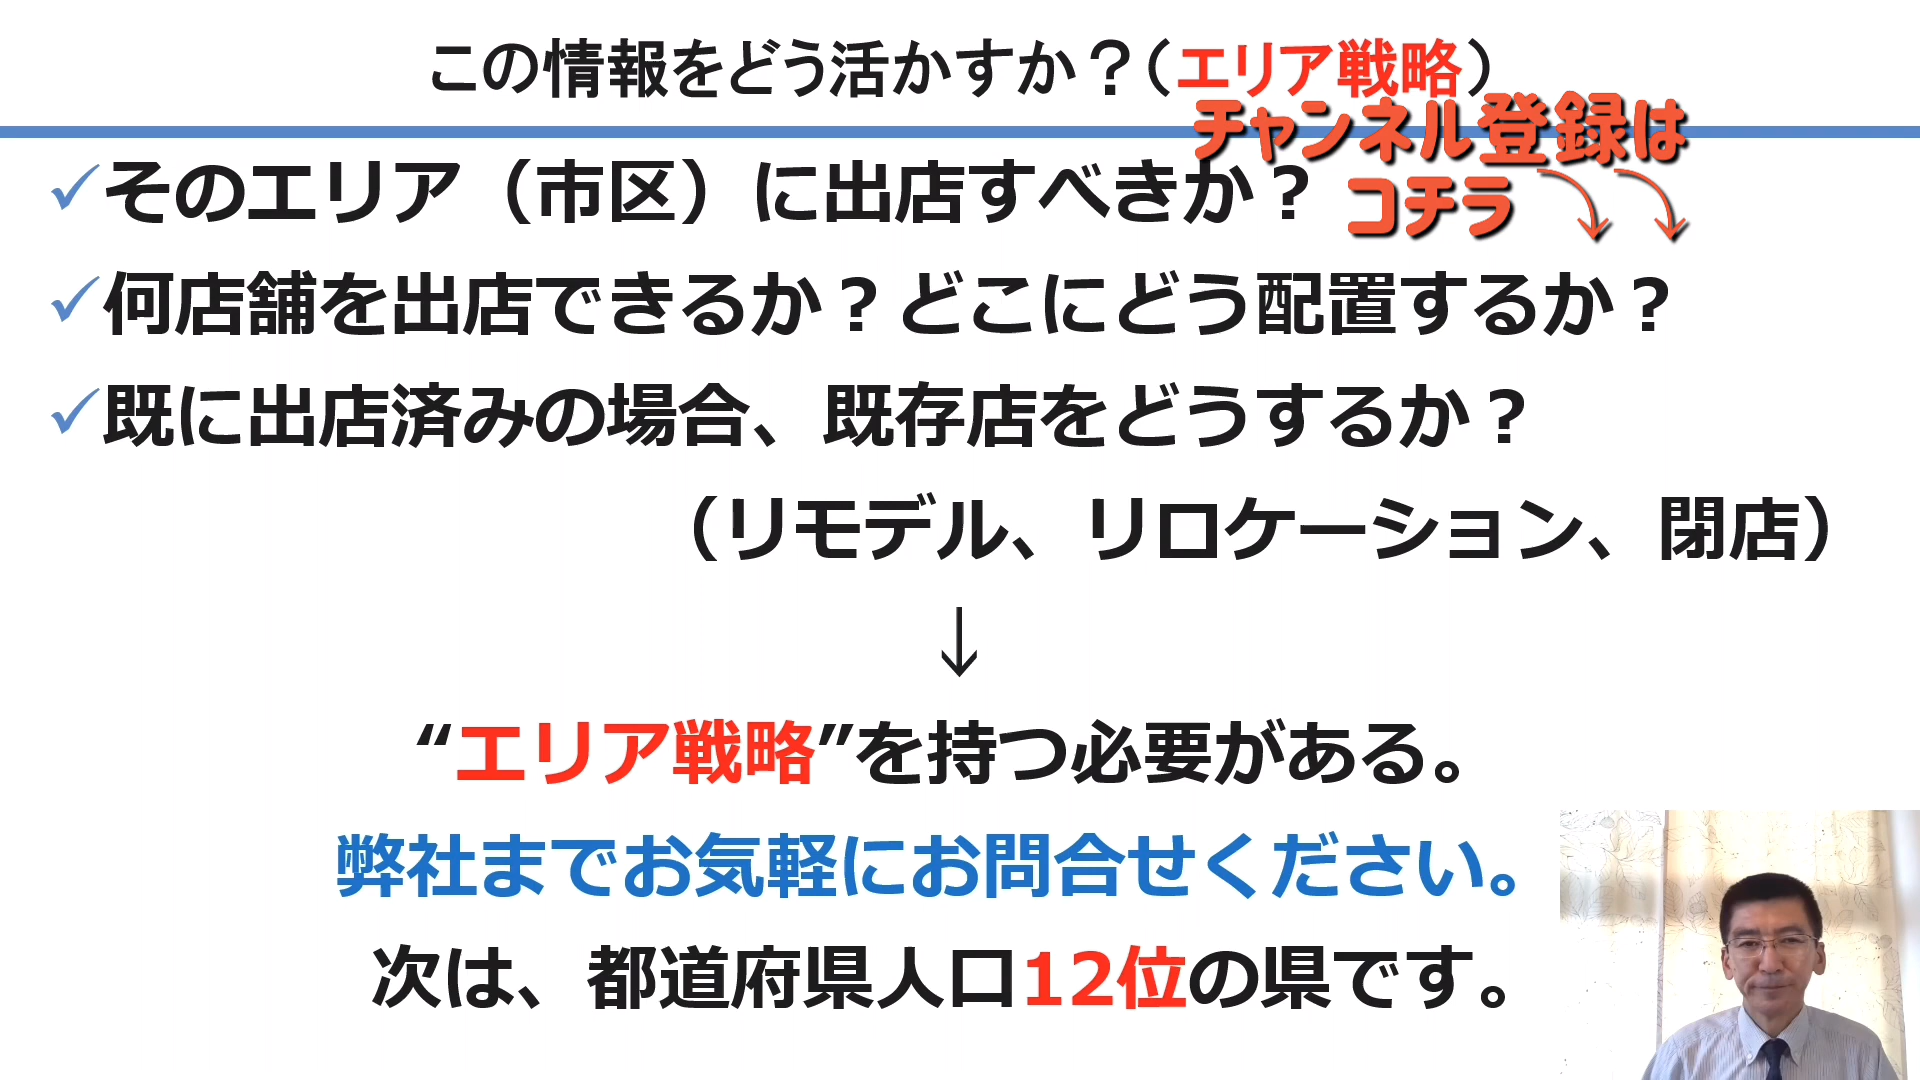 この情報をどう活かすか？（エリア戦略）
チャンネル登録は
コチラ
✓そのエリア（市区）に出店すべきか？
✓何店舗を出店できるか？どこにどう配置するか？
✓既に出店済みの場合、既存店をどうするか？
（リモデル、リロケーション、閉店）
↓
“エリア戦略”を持つ必要がある。
弊社までお気軽にお問合せください。
次は、都道府県人口12位の県です。